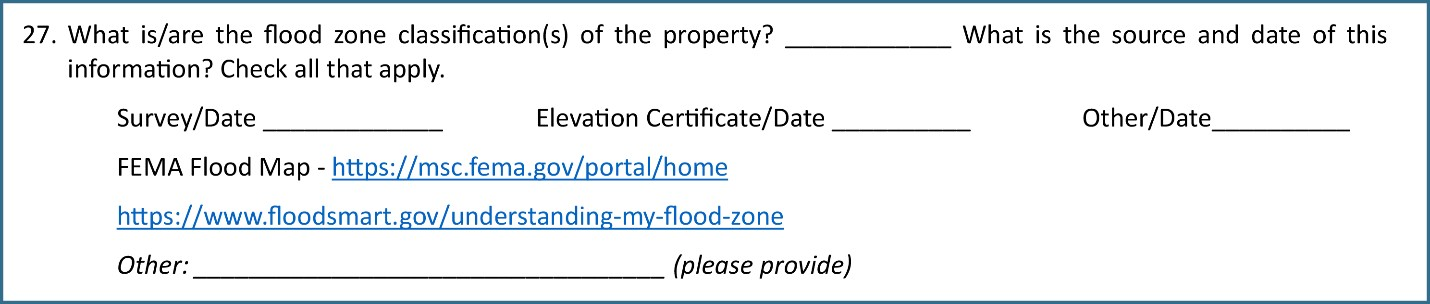 27. What is/are the flood zone classification(s) of the property? ____________ What is the source and date of this
information? Check all that apply.
Survey/Date _____________ Elevation Certificate/Date __________ Other/Date__________
FEMA Flood Map - https://msc.fema.gov/portal/home
https://www.floodsmart.gov/understanding-my-flood-zone
Other: __________________________________ (please provide)